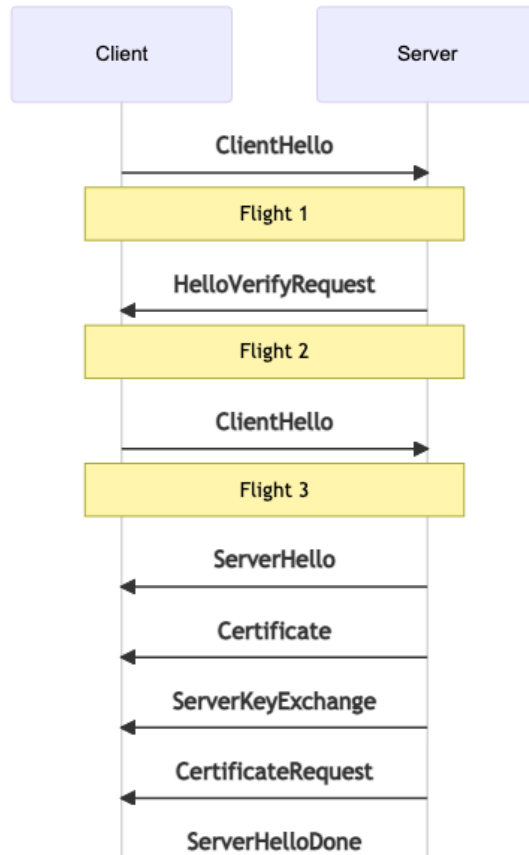 Client
Server
ClientHello
Flight 1
HelloVerifyRequest
Flight 2
ClientHello
Flight 3
ServerHello
Certificate
ServerKeyExchange
CertificateRequest
ServerHelloDone